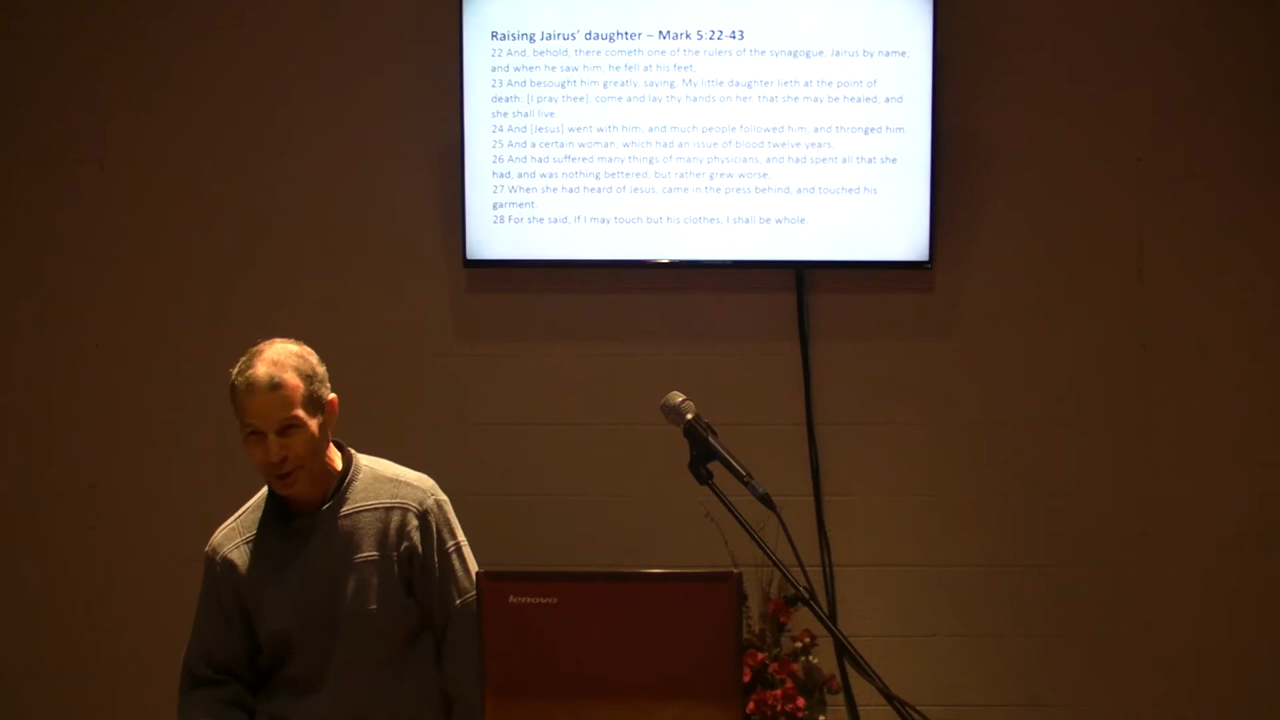 Raising Jairus' daughter – Mark 5:22-43
22 And, behold, there cometh one of the rulers of the synagogue, Jairus by name;
and when he saw him, he fell at his feet,
23 And besought him greatly, saying, My little daughter lieth at the point of
death: [I pray thee], come and lay thy hands on her, that she may be healed; and
she shall live.
24 And [Jesus] went with him; and much people followed him, and thronged him.
25 And a certain woman, which had an issue of blood twelve years,
26 And had suffered many things of many physicians, and had spent all that she
had, and was nothing bettered, but rather grew worse,
27 When she had heard of Jesus, came in the press behind, and touched his
garment.
28 For she said, If I may touch but his clothes, I shall be whole.
lenovo